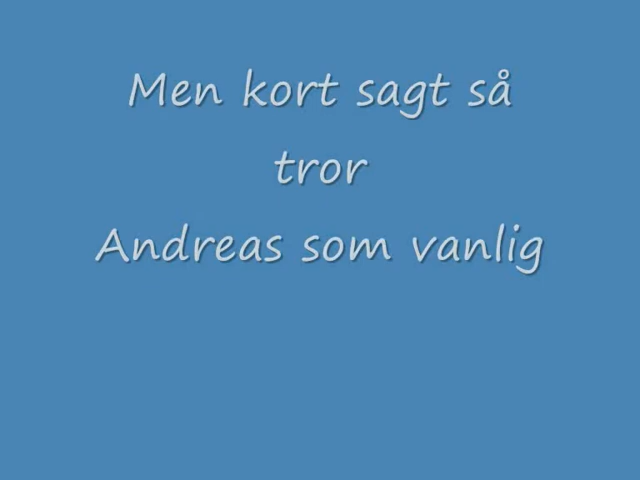 Men kort sagt så
tror
Andreas som vanlig